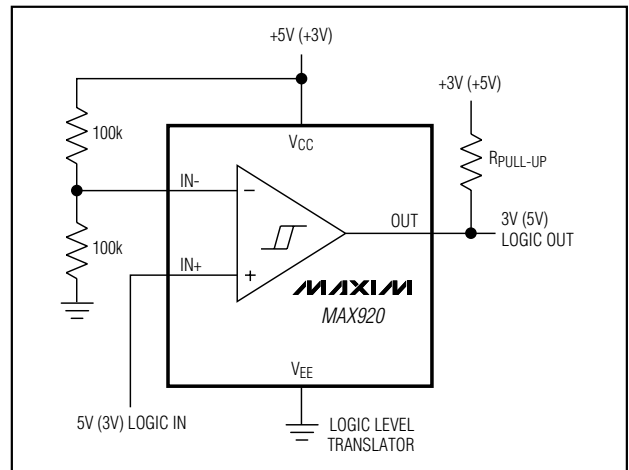 +5V (+3V)
+3V (+5V)
100k
VCC
RPULL-UP
IN-
−
OUT
3V (5V)
LOGIC OUT
100k
IN+
+
MAXIM
MAX920
VEE
5V (3V) LOGIC IN
LOGIC LEVEL
TRANSLATOR